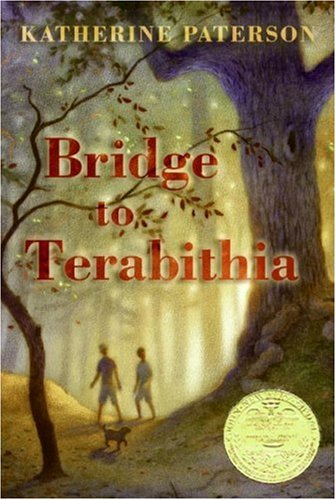 KATHERINE PATERSON
Bridge
to
Terabithia